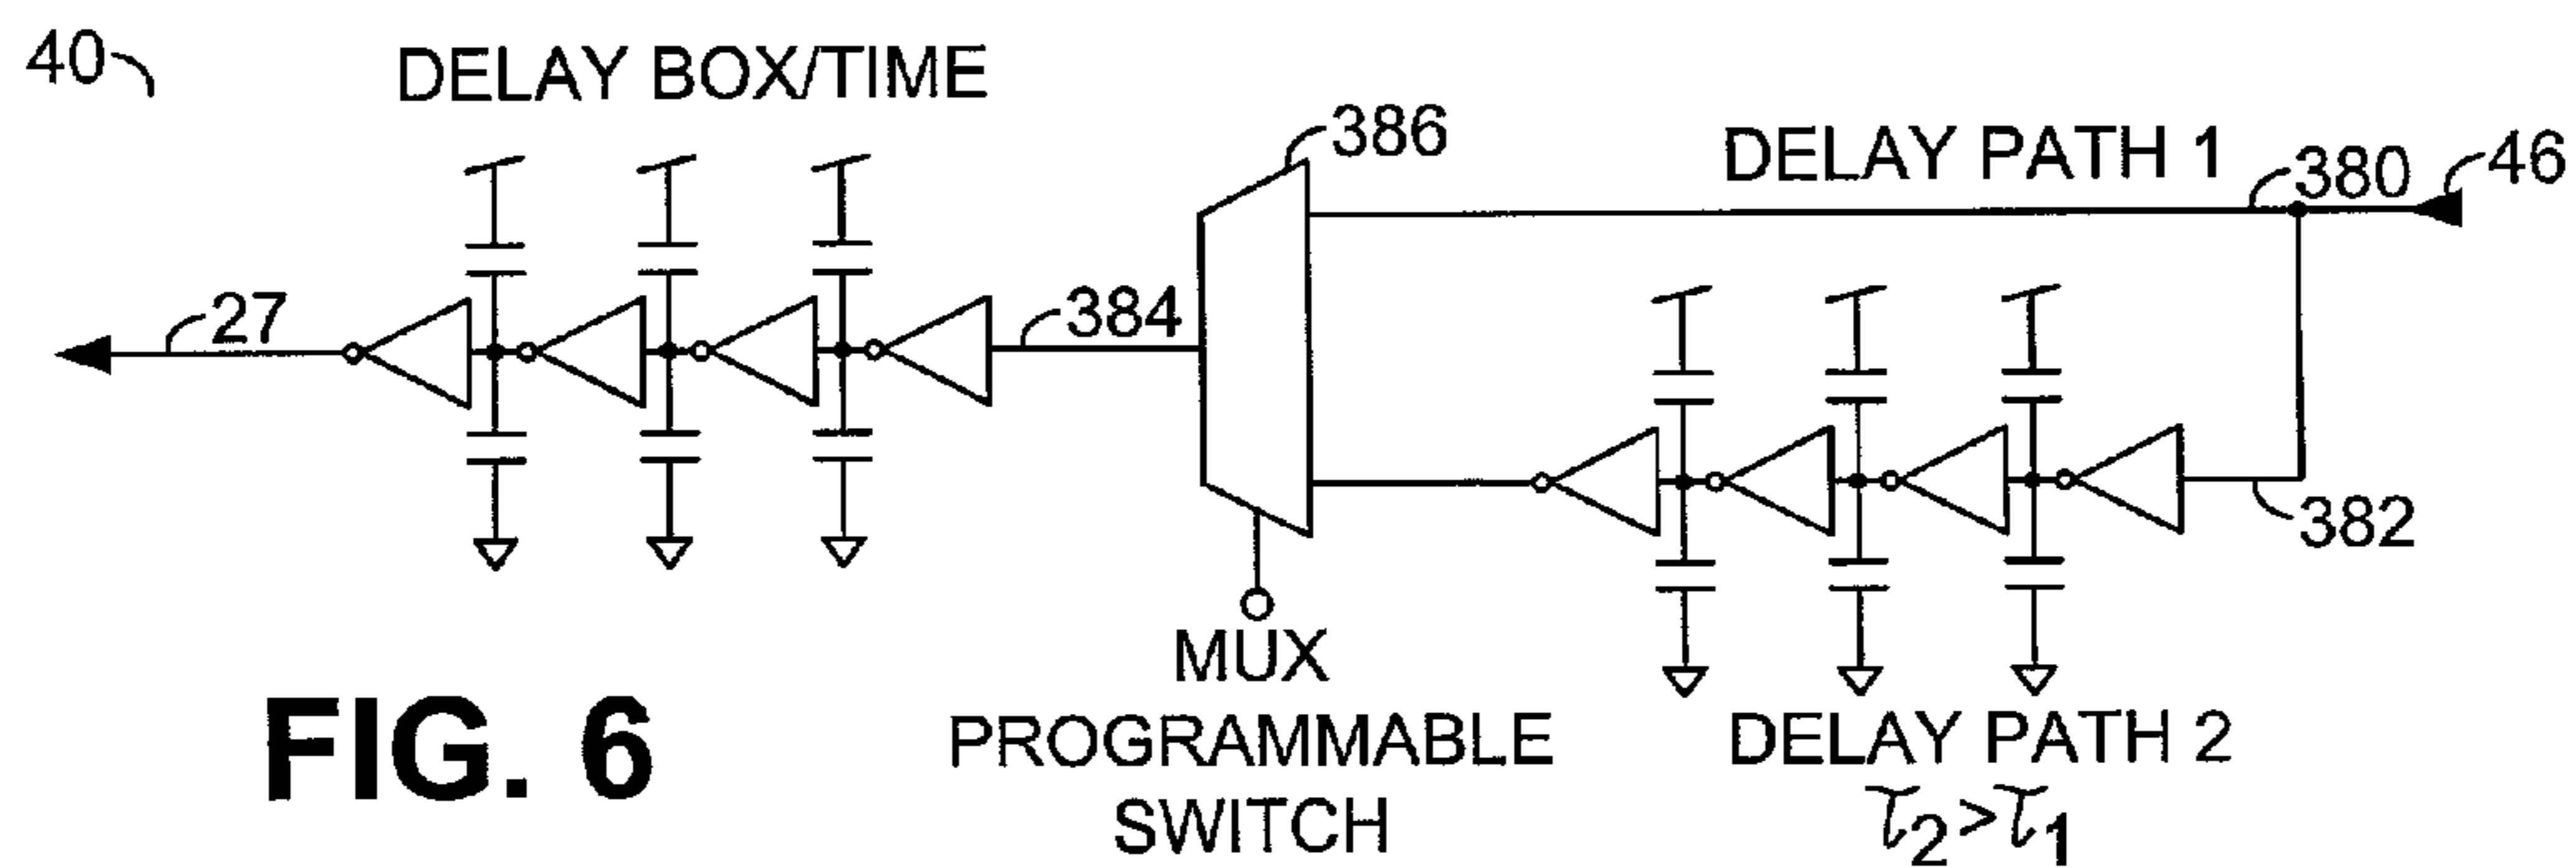 40
DELAY BOX/TIME
386
DELAY PATH 1
380
46
27
384
382
MUX
PROGRAMMABLE
SWITCH
DELAY PATH 2
τ2>τ1
FIG. 6